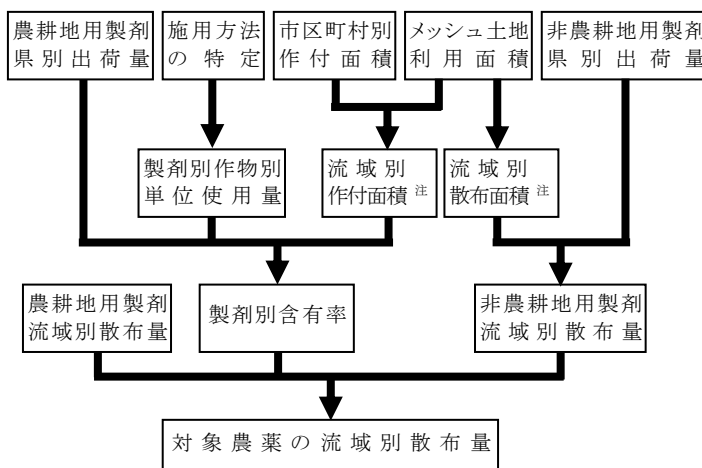 農耕地用製剤
県別出荷量
施用方法
の特定
市区町村別
作付面積
メッシュ土地
利用面積
非農耕地用製剤
県別出荷量
製剤別作物別
単位使用量
流域別
作付面積 注
流域別
散布面積 注
農耕地用製剤
流域別散布量
製剤別含有率
非農耕地用製剤
流域別散布量
対象農薬の流域別散布量